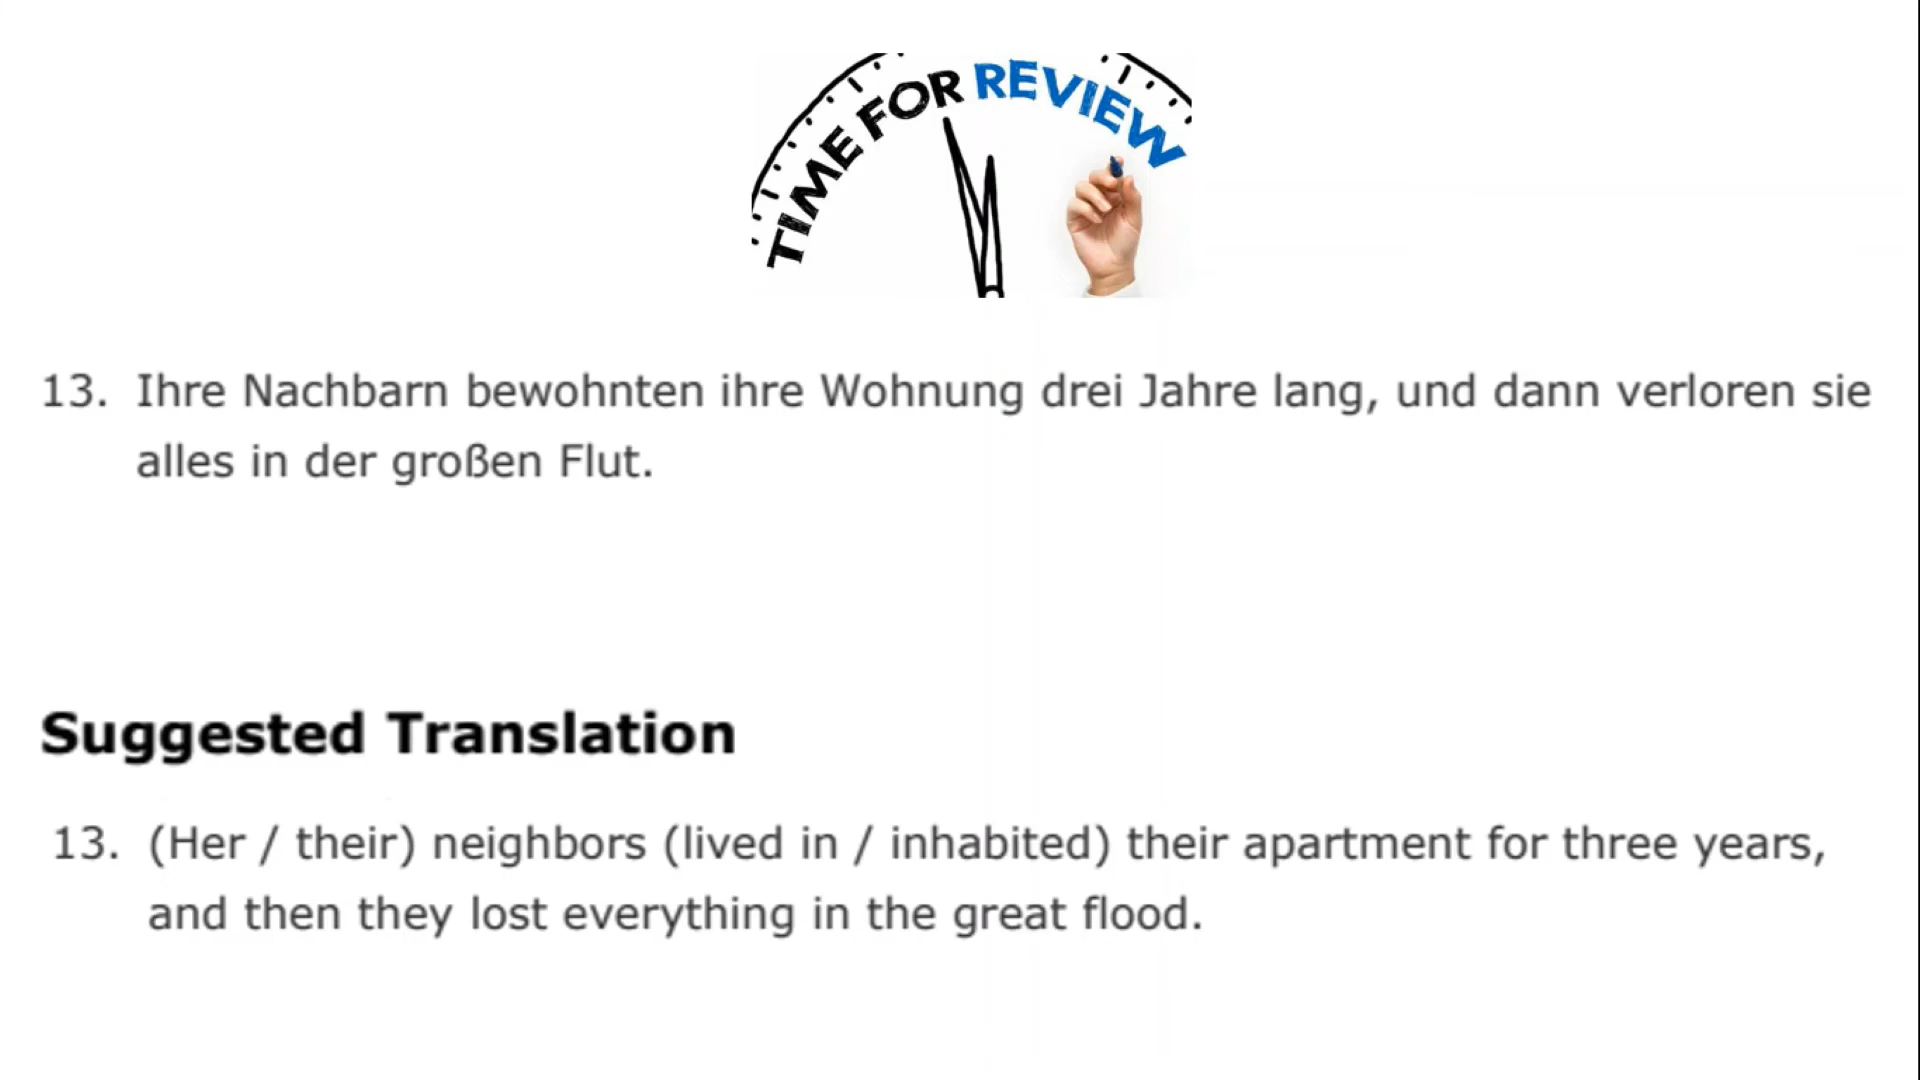 TIME FOR REVIEW
13. Ihre Nachbarn bewohnten ihre Wohnung drei Jahre lang, und dann verloren sie
alles in der großen Flut.
Suggested Translation
13. (Her / their) neighbors (lived in / inhabited) their apartment for three years,
and then they lost everything in the great flood.